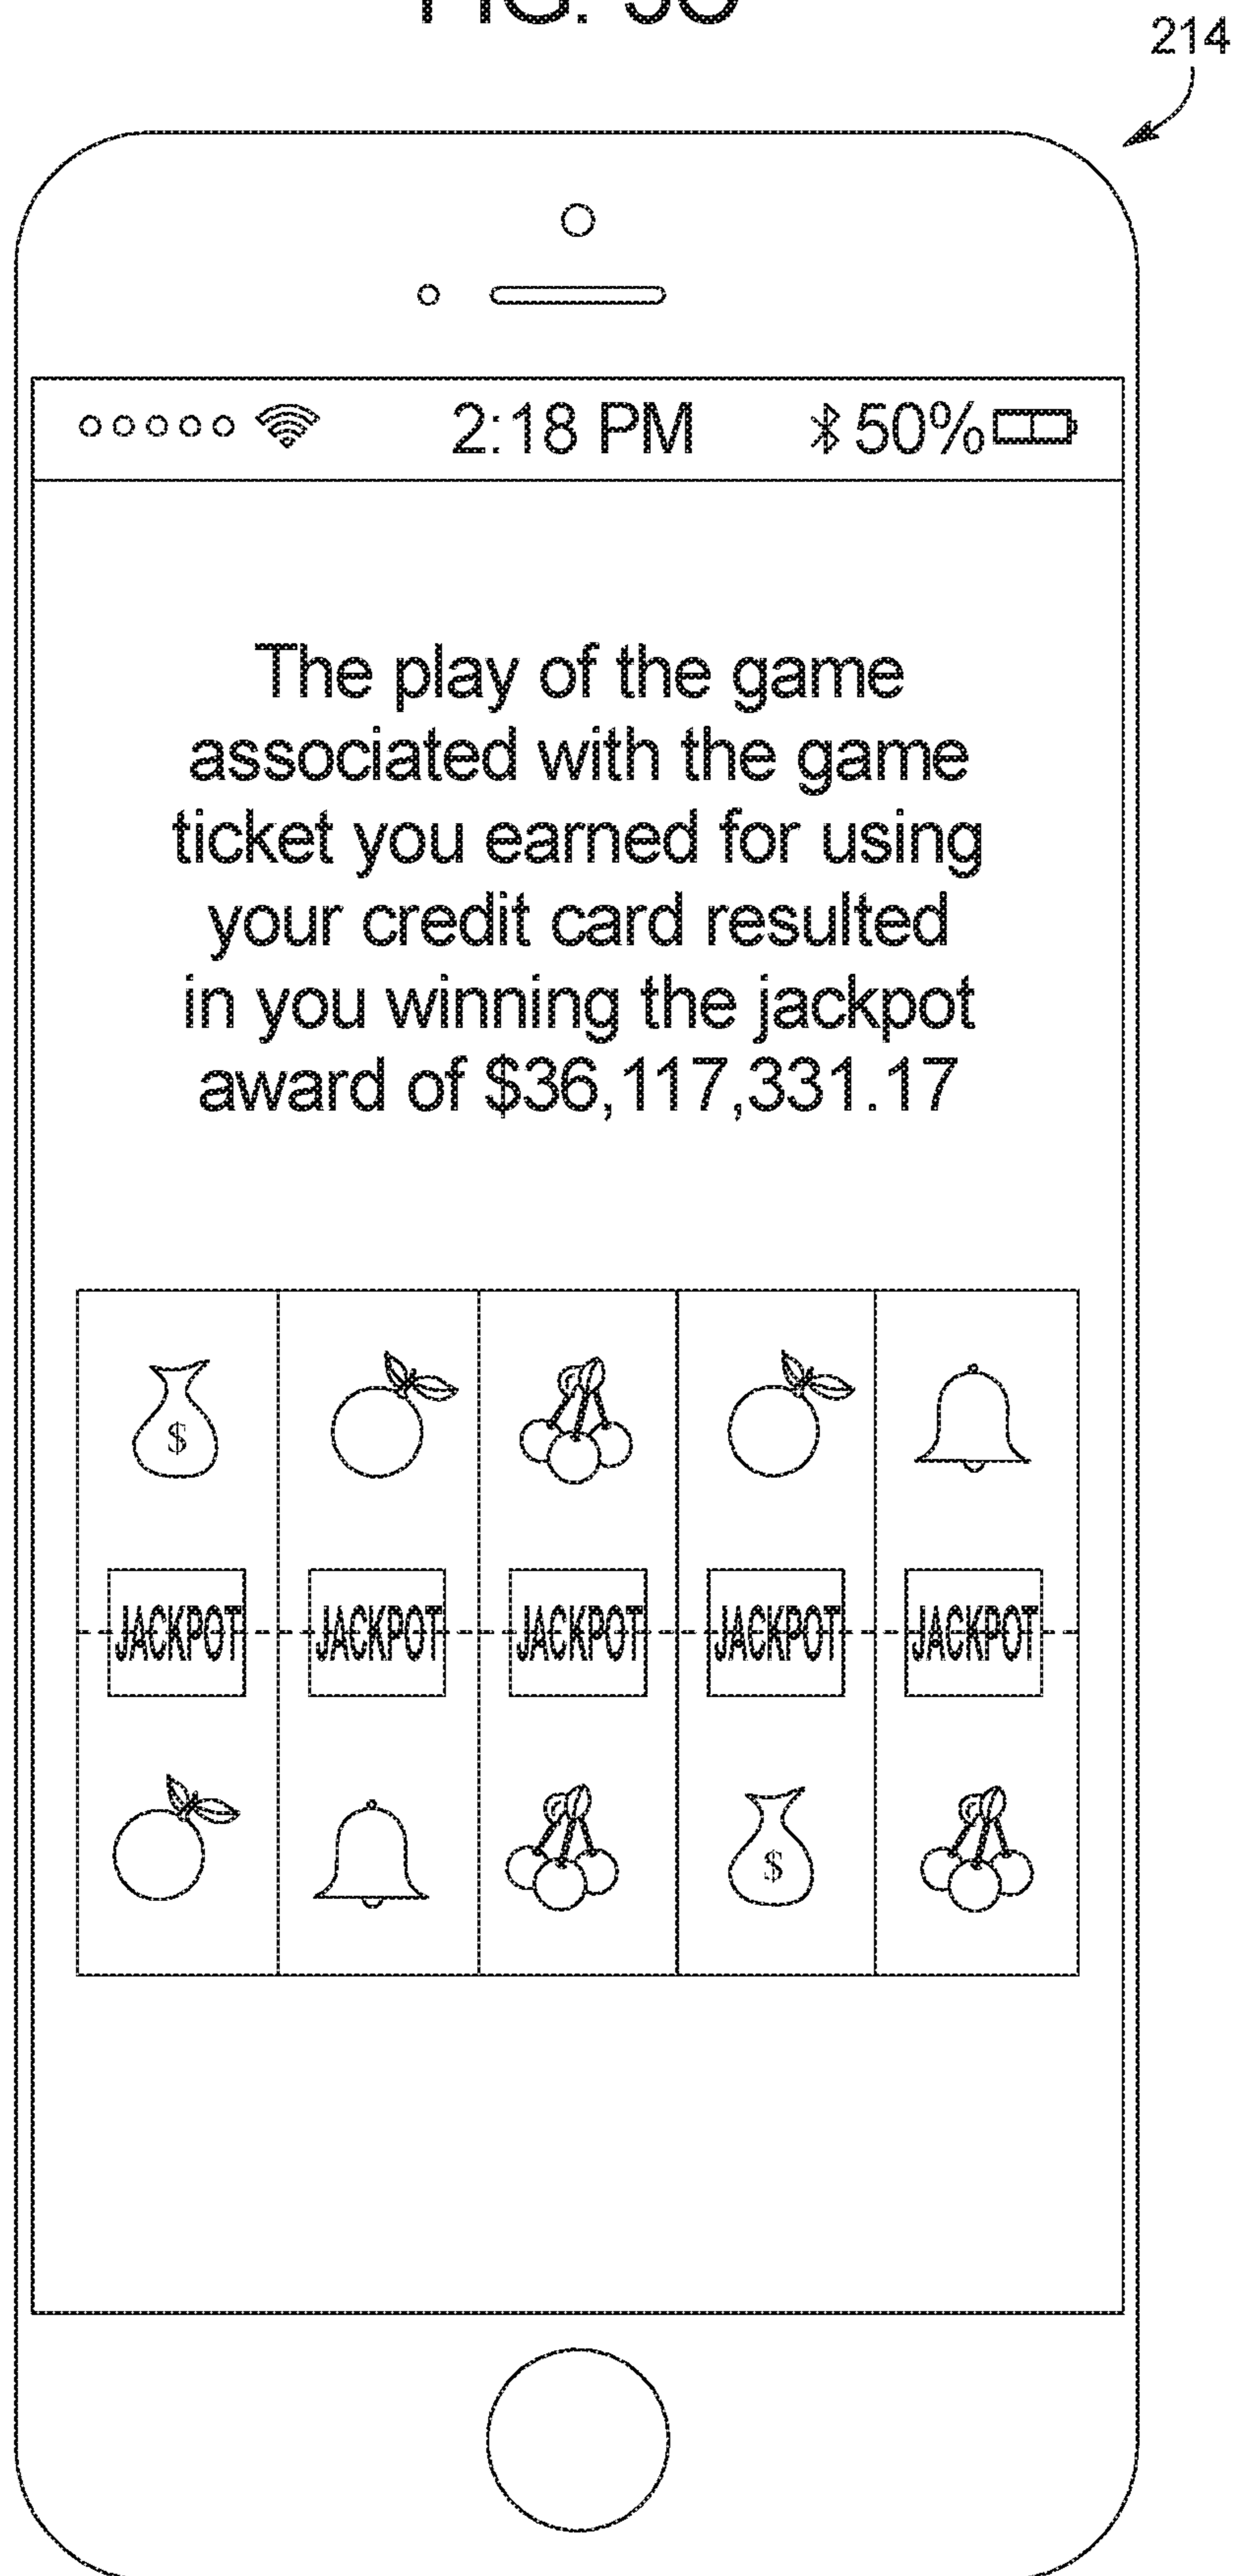 FIG.
214
2:18 PM 50%
The play of the game
associated with the game
ticket you earned for using
your credit card resulted
in you winning the jackpot
award of $36,117,331.17
$
JACKPOT JACKPOT JACKPOT JACKPOT JACKPOT
$